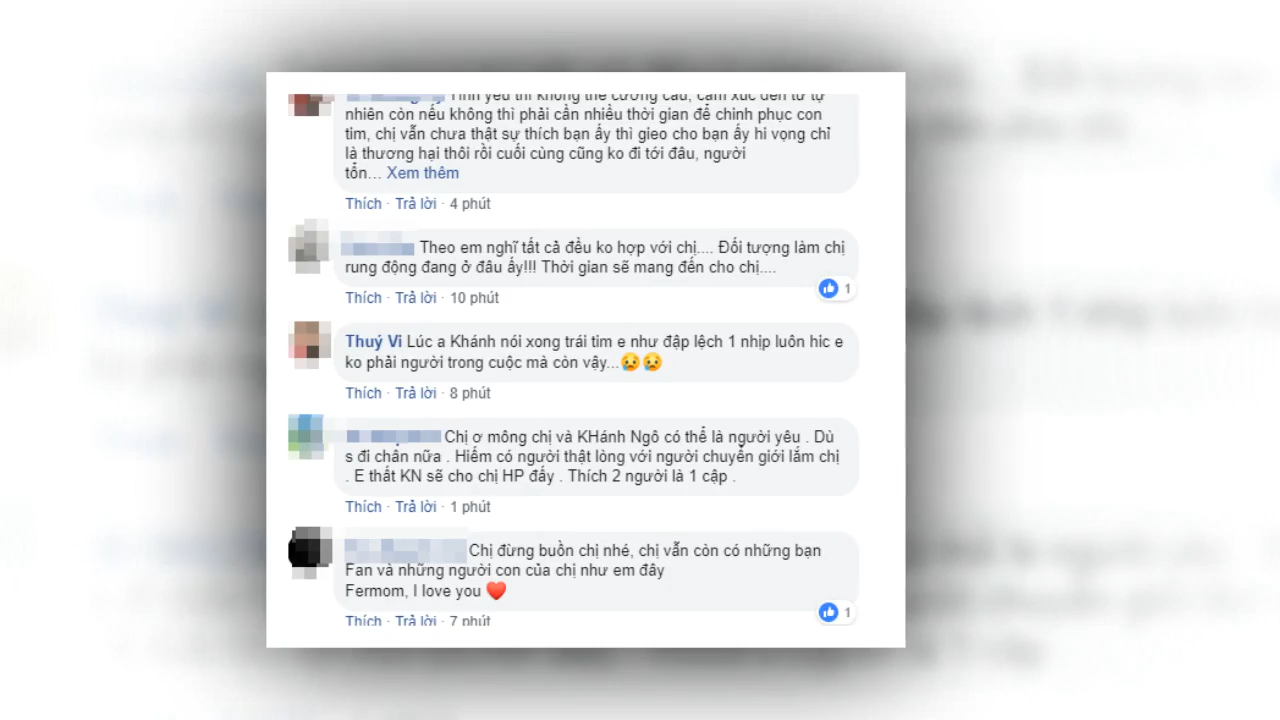 Tình yêu thì không thể cưỡng cầu, cảm xúc đến từ tự
nhiên còn nếu không thì phải cần nhiều thời gian để chinh phục con
tim, chị vẫn chưa thật sự thích bạn ấy thì gieo cho bạn ấy hi vọng chỉ
là thương hại thôi rồi cuối cùng cũng ko đi tới đâu, người
tổn... Xem thêm
Thích · Trả lời · 4 phút
Theo em nghĩ tất cả đều ko hợp với chị.... Đối tượng làm chị
rung động đang ở đâu ấy!!! Thời gian sẽ mang đến cho chị....
1
Thích · Trả lời · 10 phút
Thuý Vi Lúc a Khánh nói xong trái tim e như đập lệch 1 nhịp luôn hic e
ko phải người trong cuộc mà còn vậy...😥😥
Thích · Trả lời · 8 phút
Chị ơ mông chị và KHánh Ngô có thể là người yêu . Dù
s đi chăn nữa . Hiếm có người thật lòng với người chuyển giới lắm chị
. E thất KN sẽ cho chị HP đấy . Thích 2 người là 1 cập .
Thích · Trả lời · 1 phút
Chị đừng buồn chị nhé, chị vẫn còn có những bạn
Fan và những người con của chị như em đây
Fermom, I love you ❤️
1
Thích · Trả lời · 7 phút